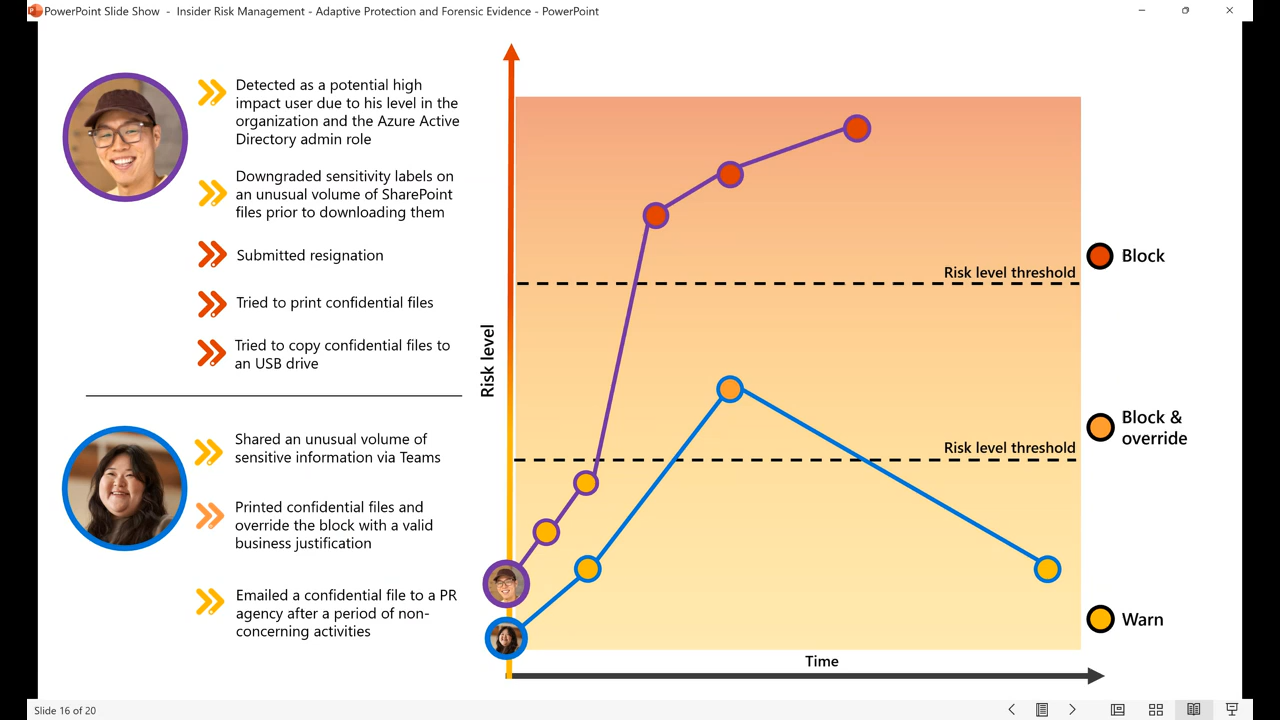 PowerPoint Slide Show - Insider Risk Management - Adaptive Protection and Forensic Evidence - PowerPoint
Detected as a potential high
impact user due to his level in the
organization and the Azure Active
Directory admin role
Downgraded sensitivity labels on
an unusual volume of SharePoint
files prior to downloading them
Submitted resignation
Tried to print confidential files
Tried to copy confidential files to
an USB drive
Shared an unusual volume of
sensitive information via Teams
Printed confidential files and
override the block with a valid
business justification
Emailed a confidential file to a PR
agency after a period of non-
concerning activities
Risk level
Risk level threshold
Risk level threshold
Time
Block
Block &
override
Warn
Slide 16 of 20